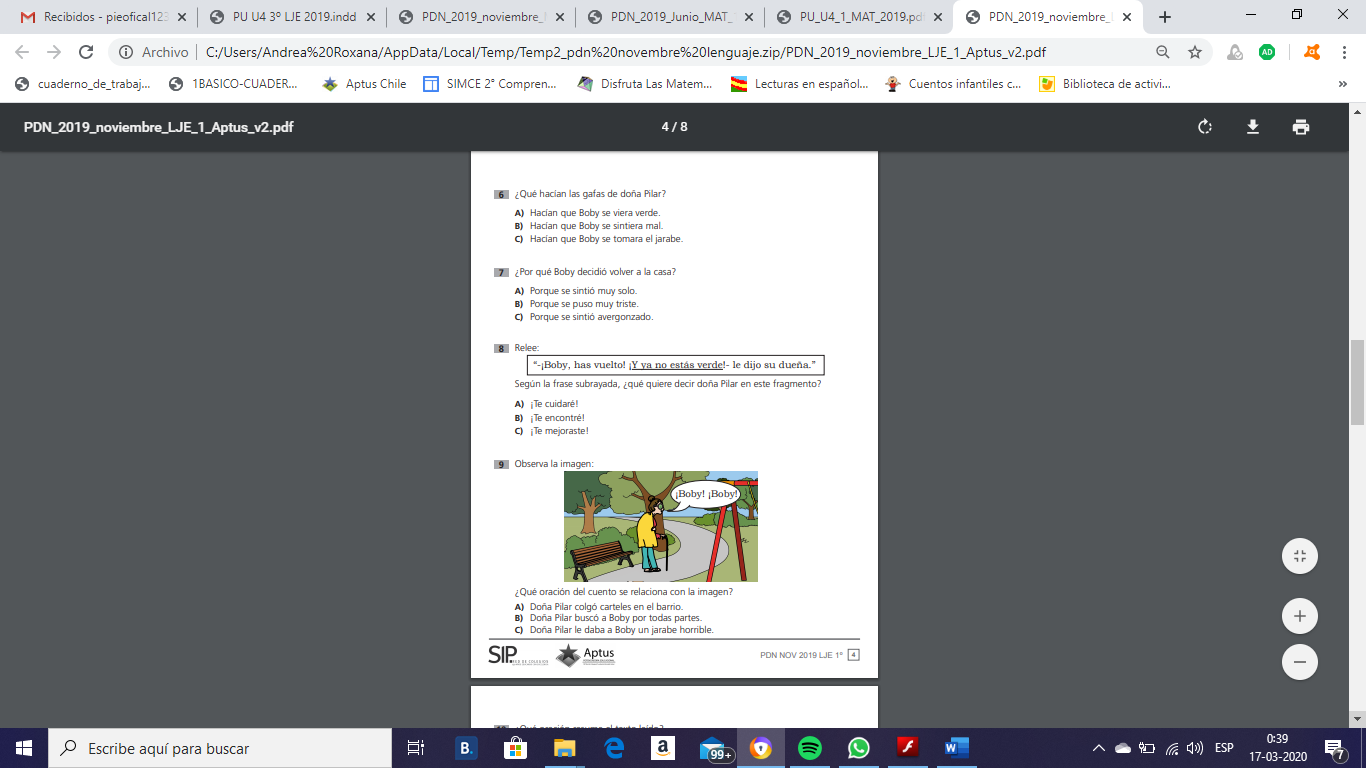 Recibidos - pieofical123
PU U4 3º LJE 2019.indd
PDN_2019_noviembre_
PDN_2019_Junio_MAT_
PU_U4_1_MAT_2019.pdf
PDN_2019_noviembre_
Archivo
C:/Users/Andrea%20Roxana/AppData/Local/Temp/Temp2_pdn%20novembre%20lenguaje.zip/PDN_2019_noviembre_LJE_1_Aptus_v2.pdf
AD
cuaderno_de_trabaj...
1BASICO-CUADER...
Aptus Chile
SIMCE 2° Compren...
Disfruta Las Matem...
Lecturas en español...
Cuentos infantiles c...
Biblioteca de activi...
»
PDN_2019_noviembre_LJE_1_Aptus_v2.pdf
4 / 8
6 ¿Qué hacían las gafas de doña Pilar?
A) Hacían que Boby se viera verde.
B) Hacían que Boby se sintiera mal.
C) Hacían que Boby se tomara el jarabe.
7 ¿Por qué Boby decidió volver a la casa?
A) Porque se sintió muy solo.
B) Porque se puso muy triste.
C) Porque se sintió avergonzado.
8 Relee:
“-¡Boby, has vuelto! ¡Y ya no estás verde!- le dijo su dueña.”
Según la frase subrayada, ¿qué quiere decir doña Pilar en este fragmento?
A) ¡Te cuidaré!
B) ¡Te encontré!
C) ¡Te mejoraste!
9 Observa la imagen:
¡Boby! ¡Boby!
¿Qué oración del cuento se relaciona con la imagen?
A) Doña Pilar colgó carteles en el barrio.
B) Doña Pilar buscó a Boby por todas partes.
C) Doña Pilar le daba a Boby un jarabe horrible.
SIP RED DE COLEGIOS
Aptus
PDN NOV 2019 LJE 1° 4
Escribe aquí para buscar
B.
a
99+
ESP
0:39
17-03-2020
7